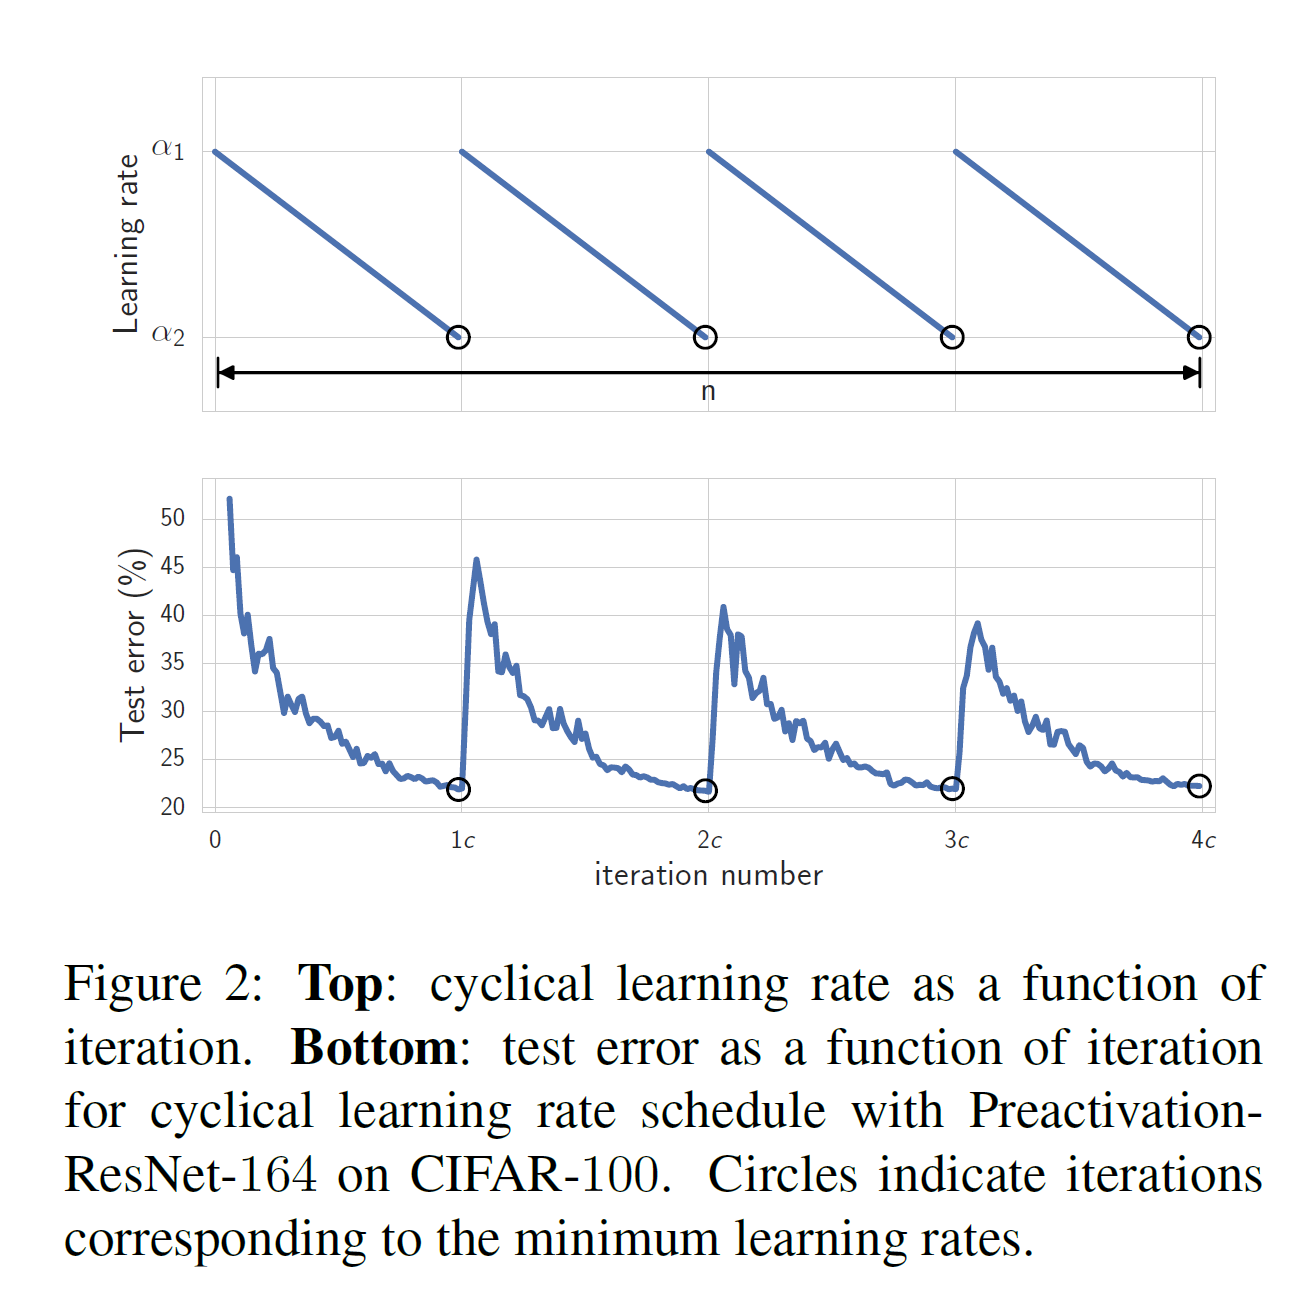 α1
Learning rate
α2
n
50
45
40
35
30
25
20
Test error (%)
0
1c
2c
3c
4c
iteration number
Figure 2: Top: cyclical learning rate as a function of
iteration. Bottom: test error as a function of iteration
for cyclical learning rate schedule with Preactivation-
ResNet-164 on CIFAR-100. Circles indicate iterations
corresponding to the minimum learning rates.